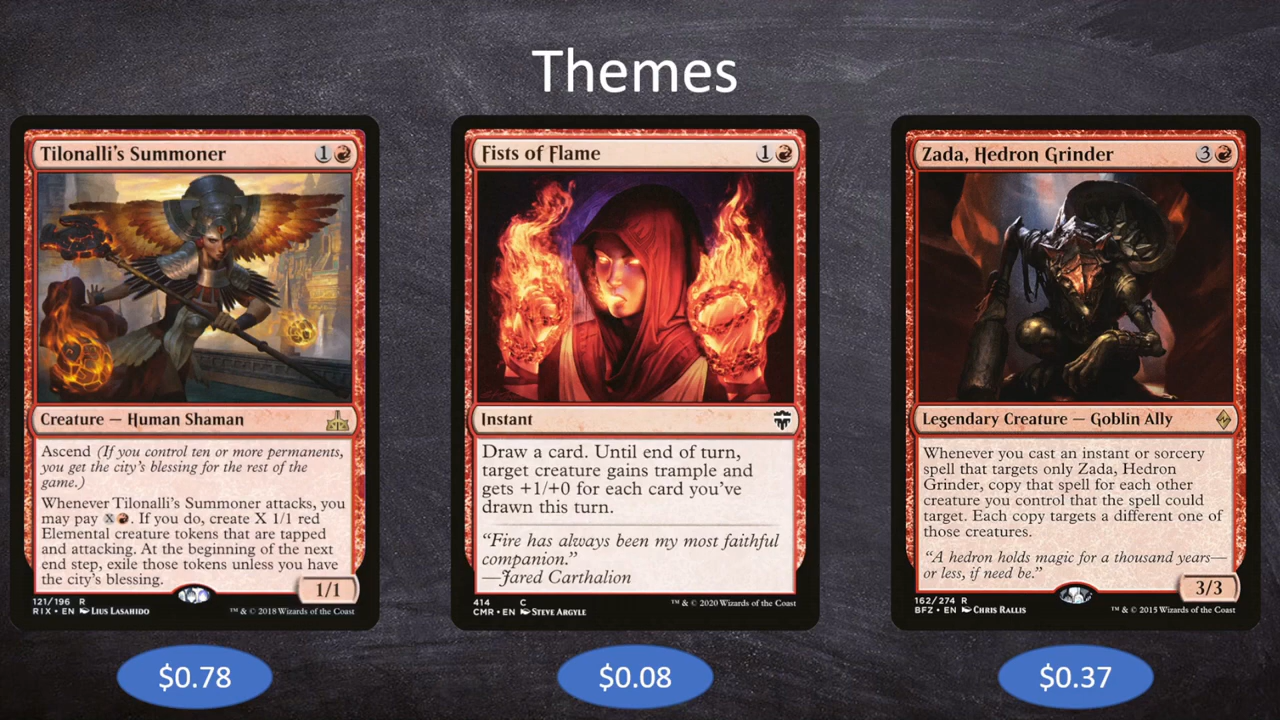 Themes
Tilonalli's Summoner 1
Creature — Human Shaman
Ascend (If you control ten or more permanents,
you get the city's blessing for the rest of the
game.)
Whenever Tilonalli's Summoner attacks, you
may pay X. If you do, create X 1/1 red
Elemental creature tokens that are tapped
and attacking. At the beginning of the next
end step, exile those tokens unless you have
the city's blessing.
1/1
121/196 R
RIX • EN Lius Lasahido
™ & © 2018 Wizards of the Coast
$0.78
Fists of Flame 1
Instant
Draw a card. Until end of turn,
target creature gains trample and
gets +1/+0 for each card you've
drawn this turn.
“Fire has always been my most faithful
companion.”
—Jared Carthalion
414 C
CMR • EN Steve Argyle
™ & © 2020 Wizards of the Coast
$0.08
Zada, Hedron Grinder 3
Legendary Creature — Goblin Ally
Whenever you cast an instant or sorcery
spell that targets only Zada, Hedron
Grinder, copy that spell for each other
creature you control that the spell could
target. Each copy targets a different one of
those creatures.
“A hedron holds magic for a thousand years—
or less, if need be.”
3/3
162/274 R
BFZ • EN Chris Rallis
™ & © 2015 Wizards of the Coast
$0.37